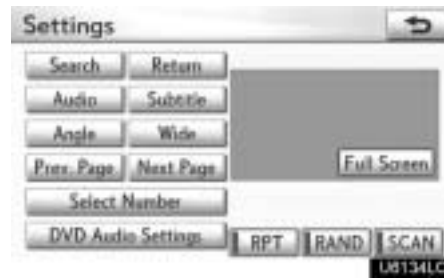 Settings
Search Return
Audio Subtitle
Angle Wide
Prev. Page Next Page
Full Screen
Select Number
DVD Audio Settings RPT RAND SCAN
U8134LC